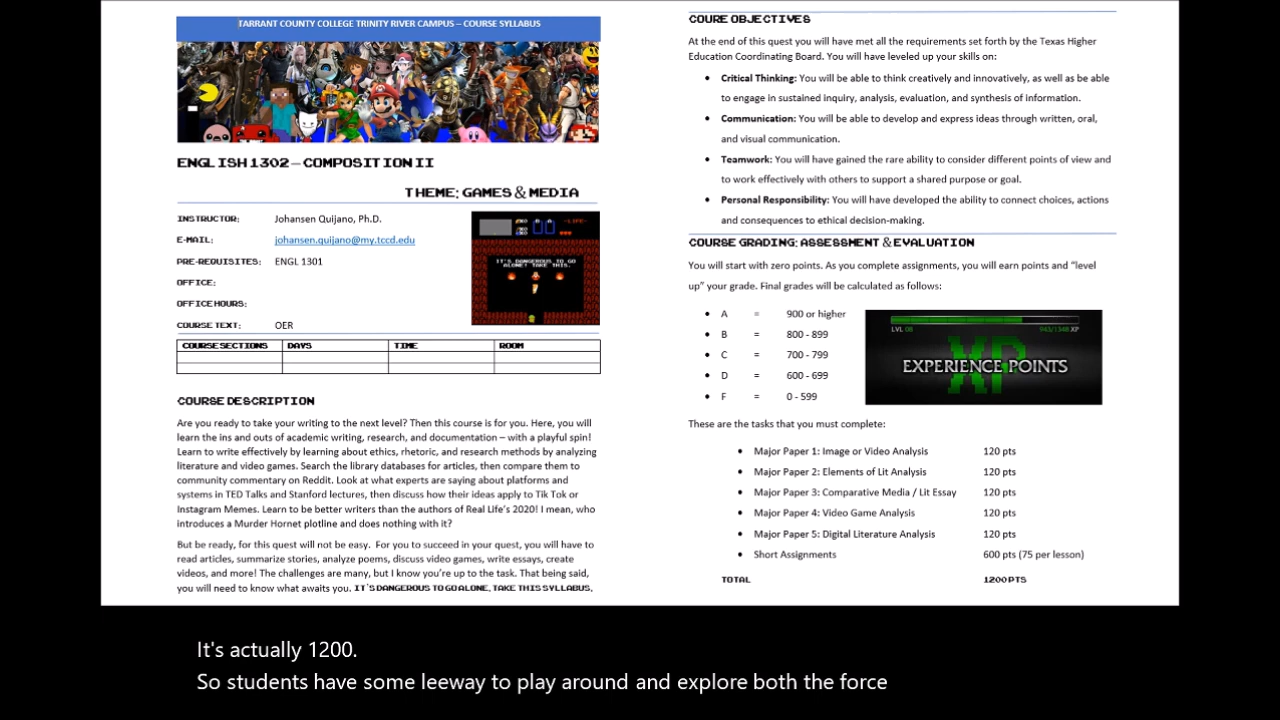 TARRANT COUNTY COLLEGE TRINITY RIVER CAMPUS – COURSE SYLLABUS
ENGLISH 1302 – COMPOSITION II
THEME: GAMES & MEDIA
INSTRUCTOR: Johansen Quijano, Ph.D.
E-MAIL: johansen.quijano@my.tccd.edu
PRE-REQUISITES: ENGL 1301
OFFICE:
OFFICE HOURS:
COURSE TEXT: OER
-LIFE-
IT'S DANGEROUS TO GO
ALONE! TAKE THIS.
COURSE SECTIONS DAYS TIME ROOM
COURSE DESCRIPTION
Are you ready to take your writing to the next level? Then this course is for you. Here, you will
learn the ins and outs of academic writing, research, and documentation – with a playful spin!
Learn to write effectively by learning about ethics, rhetoric, and research methods by analyzing
literature and video games. Search the library databases for articles, then compare them to
community commentary on Reddit. Look at what experts are saying about platforms and
systems in TED Talks and Stanford lectures, then discuss how their ideas apply to Tik Tok or
Instagram Memes. Learn to be better writers than the authors of Real Life's 2020! I mean, who
introduces a Murder Hornet plotline and does nothing with it?
But be ready, for this quest will not be easy. For you to succeed in your quest, you will have to
read articles, summarize stories, analyze poems, discuss video games, write essays, create
videos, and more! The challenges are many, but I know you're up to the task. That being said,
you will need to know what awaits you. IT'S DANGEROUS TO GO ALONE, TAKE THIS SYLLABUS.
COURE OBJECTIVES
At the end of this quest you will have met all the requirements set forth by the Texas Higher
Education Coordinating Board. You will have leveled up your skills on:
• Critical Thinking: You will be able to think creatively and innovatively, as well as be able
to engage in sustained inquiry, analysis, evaluation, and synthesis of information.
• Communication: You will be able to develop and express ideas through written, oral,
and visual communication.
• Teamwork: You will have gained the rare ability to consider different points of view and
to work effectively with others to support a shared purpose or goal.
• Personal Responsibility: You will have developed the ability to connect choices, actions
and consequences to ethical decision-making.
COURSE GRADING: ASSESSMENT & EVALUATION
You will start with zero points. As you complete assignments, you will earn points and "level
up" your grade. Final grades will be calculated as follows:
• A = 900 or higher
• B = 800 - 899
• C = 700 - 799
• D = 600 - 699
• F = 0 - 599
LVL 08 943/1348 XP
XP
EXPERIENCE POINTS
These are the tasks that you must complete:
• Major Paper 1: Image or Video Analysis 120 pts
• Major Paper 2: Elements of Lit Analysis 120 pts
• Major Paper 3: Comparative Media / Lit Essay 120 pts
• Major Paper 4: Video Game Analysis 120 pts
• Major Paper 5: Digital Literature Analysis 120 pts
• Short Assignments 600 pts (75 per lesson)
TOTAL 1200 PTS
It's actually 1200.
So students have some leeway to play around and explore both the force